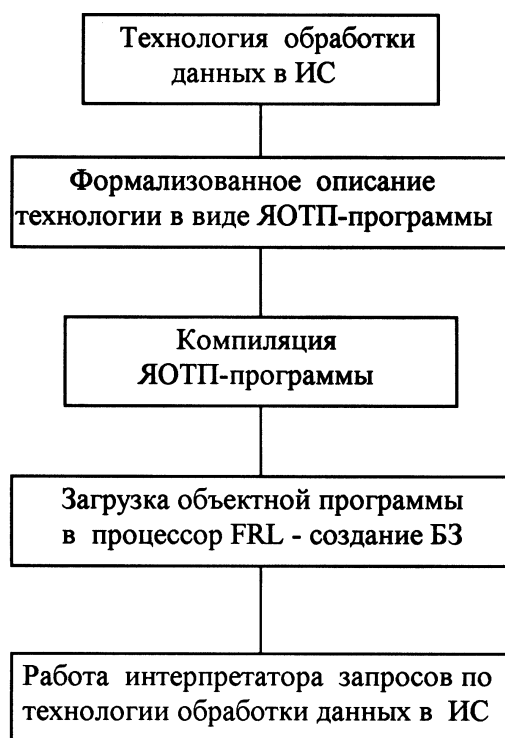 Технология обработки
данных в ИС
Формализованное описание
технологии в виде ЯОТП-программы
Компиляция
ЯОТП-программы
Загрузка объектной программы
в процессор FRL - создание БЗ
Работа интерпретатора запросов по
технологии обработки данных в ИС